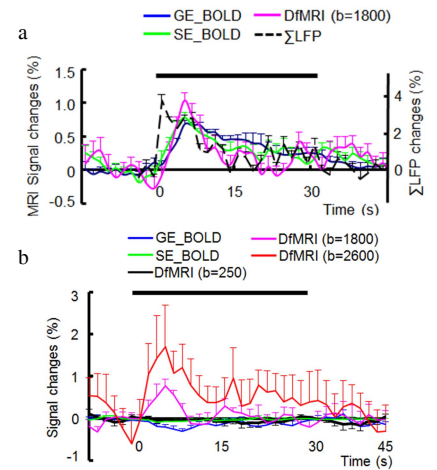 a
GE_BOLD DfMRI (b=1800)
SE_BOLD ∑LFP
MRI Signal changes (%)
1.5
1.0
0.5
0
-0.5
0 15 30
Time (s)
4
2
0
∑LFP changes (%)
b
GE_BOLD DfMRI (b=1800)
SE_BOLD DfMRI (b=2600)
DfMRI (b=250)
Signal changes (%)
3
2
1
0
-1
0 15 30 45
Time (s)